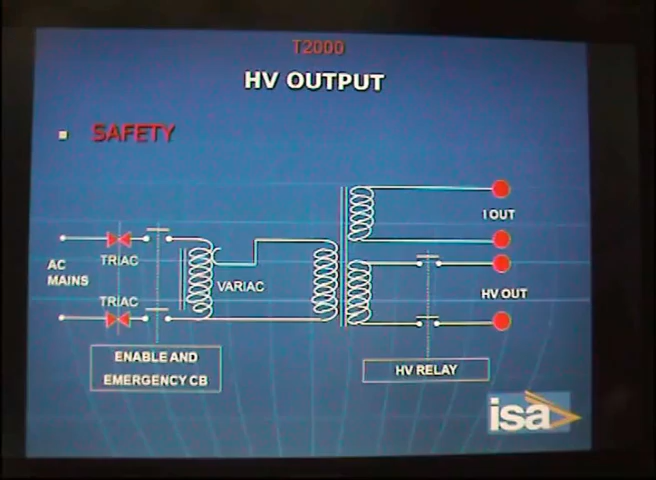 T2000
HV OUTPUT
SAFETY
I OUT
AC
MAINS
TRIAC
TRIAC
VARIAC
HV OUT
ENABLE AND
EMERGENCY CB
HV RELAY
isa